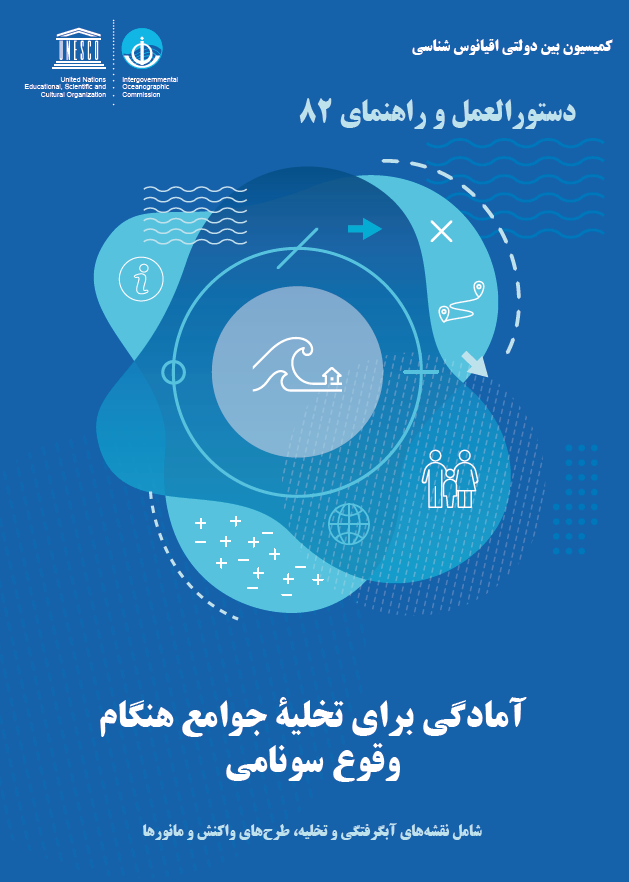 کمیسیون بین دولتی اقیانوس شناسی
UNESCO
United Nations
Educational, Scientific and
Cultural Organization
Intergovernmental
Oceanographic
Commission
دستورالعمل و راهنمای ۸۲
آمادگی برای تخلیهٔ جوامع هنگام
وقوع سونامی
شامل نقشه‌های آبگرفتگی و تخلیه، طرح‌های واکنش و مانورها